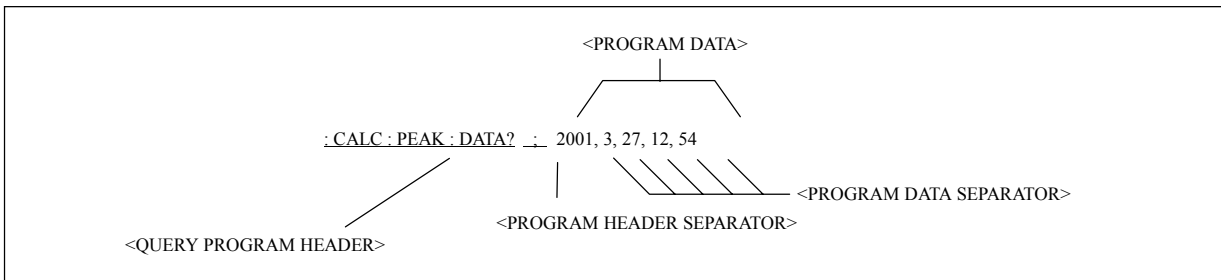 <PROGRAM DATA>
: CALC : PEAK : DATA? ; 2001, 3, 27, 12, 54
<PROGRAM DATA SEPARATOR>
<PROGRAM HEADER SEPARATOR>
<QUERY PROGRAM HEADER>